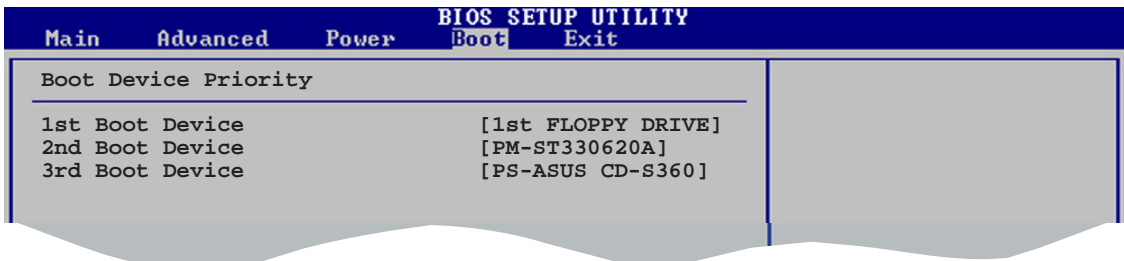 BIOS SETUP UTILITY
Main Advanced Power Boot Exit
Boot Device Priority
1st Boot Device [1st FLOPPY DRIVE]
2nd Boot Device [PM-ST330620A]
3rd Boot Device [PS-ASUS CD-S360]